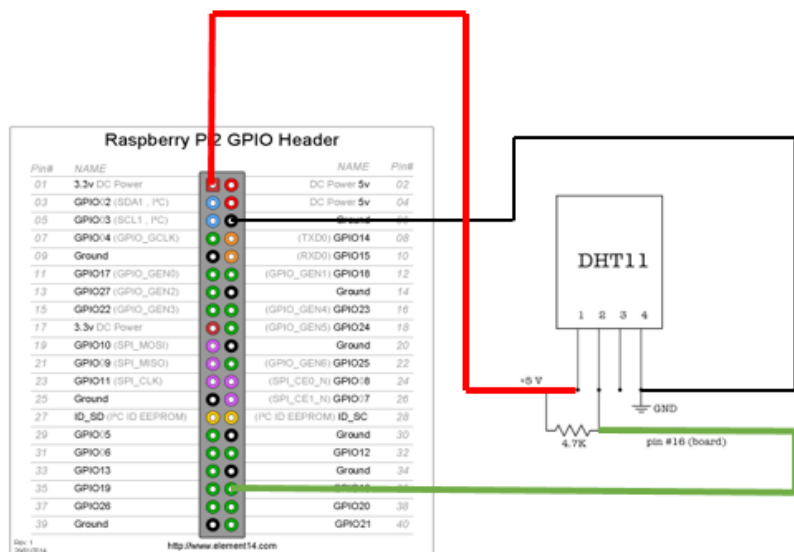 Raspberry Pi2 GPIO Header
Pin# NAME NAME Pin#
01 3.3v DC Power DC Power 5v 02
03 GPIO02 (SDA1 , I²C) DC Power 5v 04
05 GPIO03 (SCL1 , I²C) Ground 06
07 GPIO04 (GPIO_GCLK) (TXD0) GPIO14 08
09 Ground (RXD0) GPIO15 10
11 GPIO17 (GPIO_GEN0) (GPIO_GEN1) GPIO18 12
13 GPIO27 (GPIO_GEN2) Ground 14
15 GPIO22 (GPIO_GEN3) (GPIO_GEN4) GPIO23 16
17 3.3v DC Power (GPIO_GEN5) GPIO24 18
19 GPIO10 (SPI_MOSI) Ground 20
21 GPIO09 (SPI_MISO) (GPIO_GEN6) GPIO25 22
23 GPIO11 (SPI_CLK) (SPI_CE0_N) GPIO08 24
25 Ground (SPI_CE1_N) GPIO07 26
27 ID_SD (I²C ID EEPROM) (I²C ID EEPROM) ID_SC 28
29 GPIO05 Ground 30
31 GPIO06 GPIO12 32
33 GPIO13 Ground 34
35 GPIO19
37 GPIO26 GPIO20 38
39 Ground GPIO21 40
Rev. 1
http://www.element14.com
DHT11
1 2 3 4
+5 V
GND
4.7K
pin #16 (board)